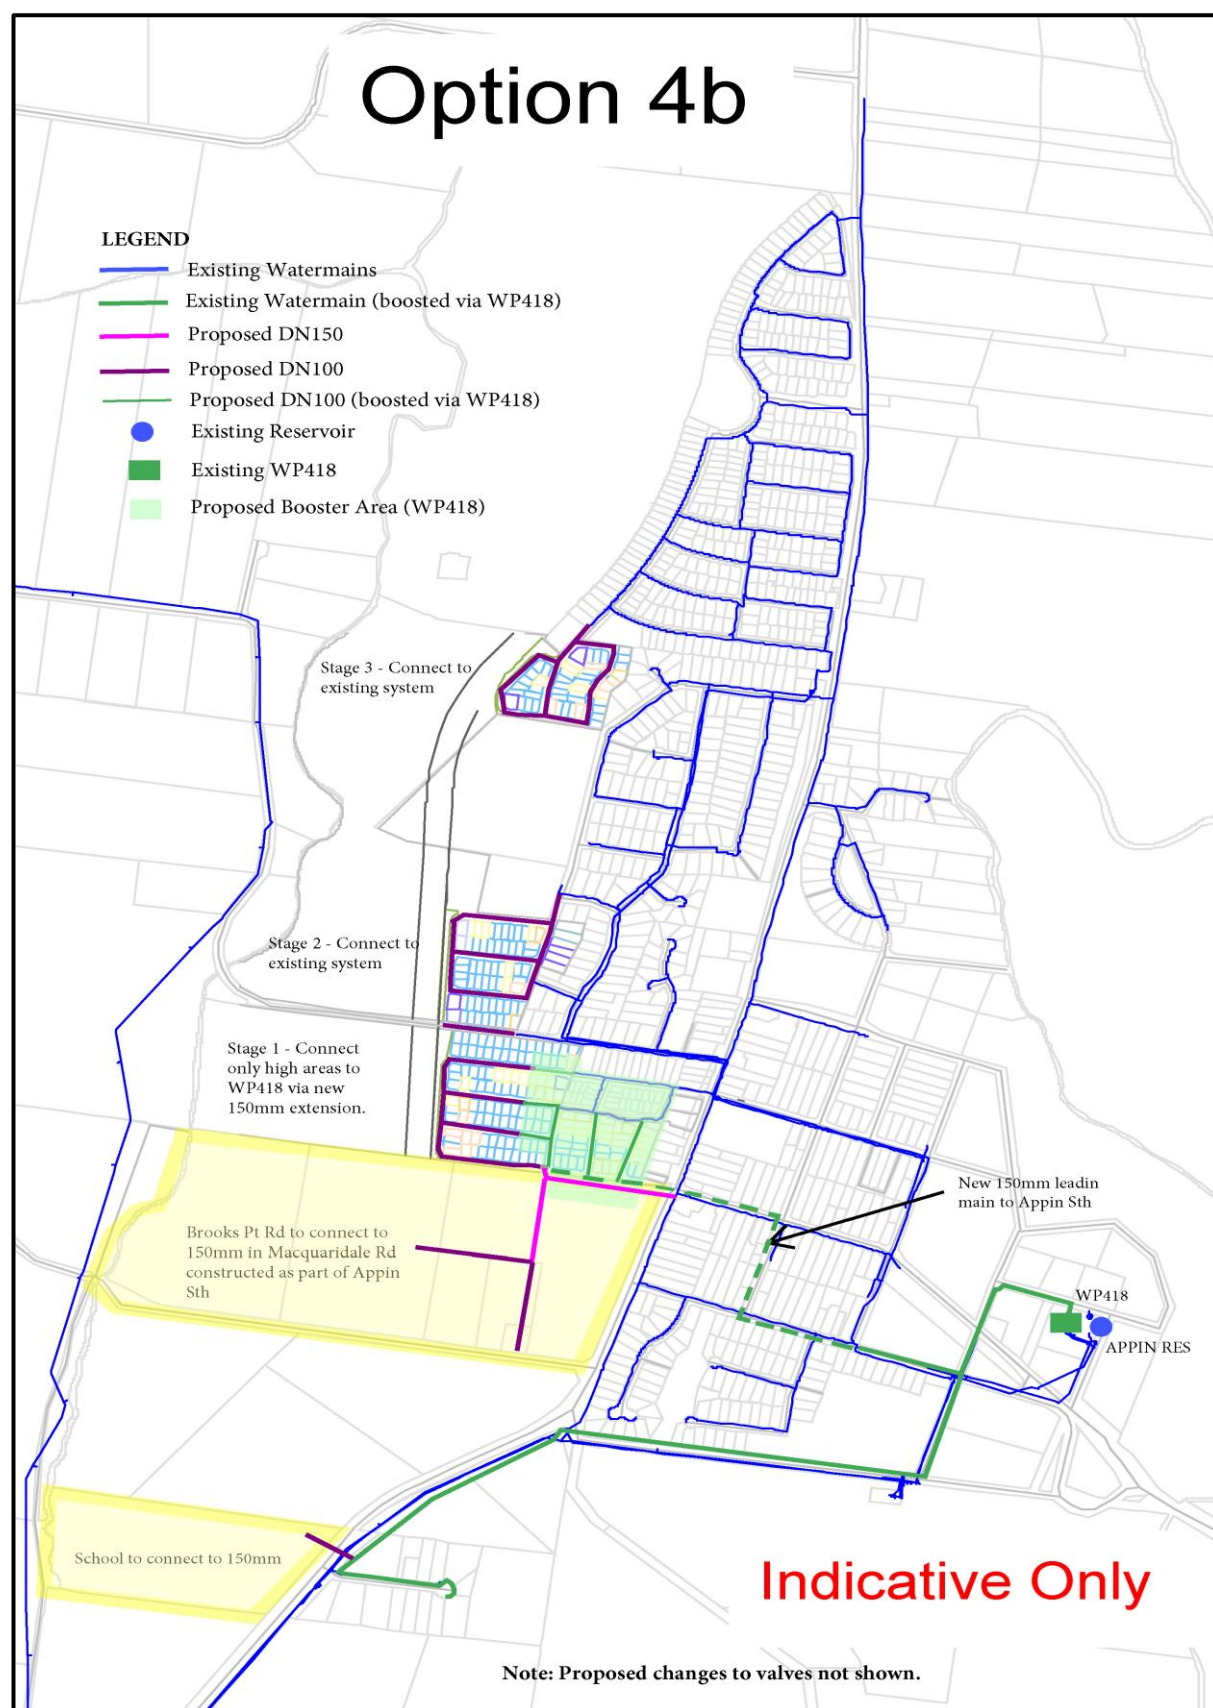 Option 4b
LEGEND
Existing Watermains
Existing Watermain (boosted via WP418)
Proposed DN150
Proposed DN100
Proposed DN100 (boosted via WP418)
Existing Reservoir
Existing WP418
Proposed Booster Area (WP418)
Stage 3 - Connect to
existing system
Stage 2 - Connect to
existing system
Stage 1 - Connect
only high areas to
WP418 via new
150mm extension.
New 150mm leadin
main to Appin Sth
Brooks Pt Rd to connect to
150mm in Macquaridale Rd
constructed as part of Appin
Sth
WP418
APPIN RES
School to connect to 150mm
Indicative Only
Note: Proposed changes to valves not shown.